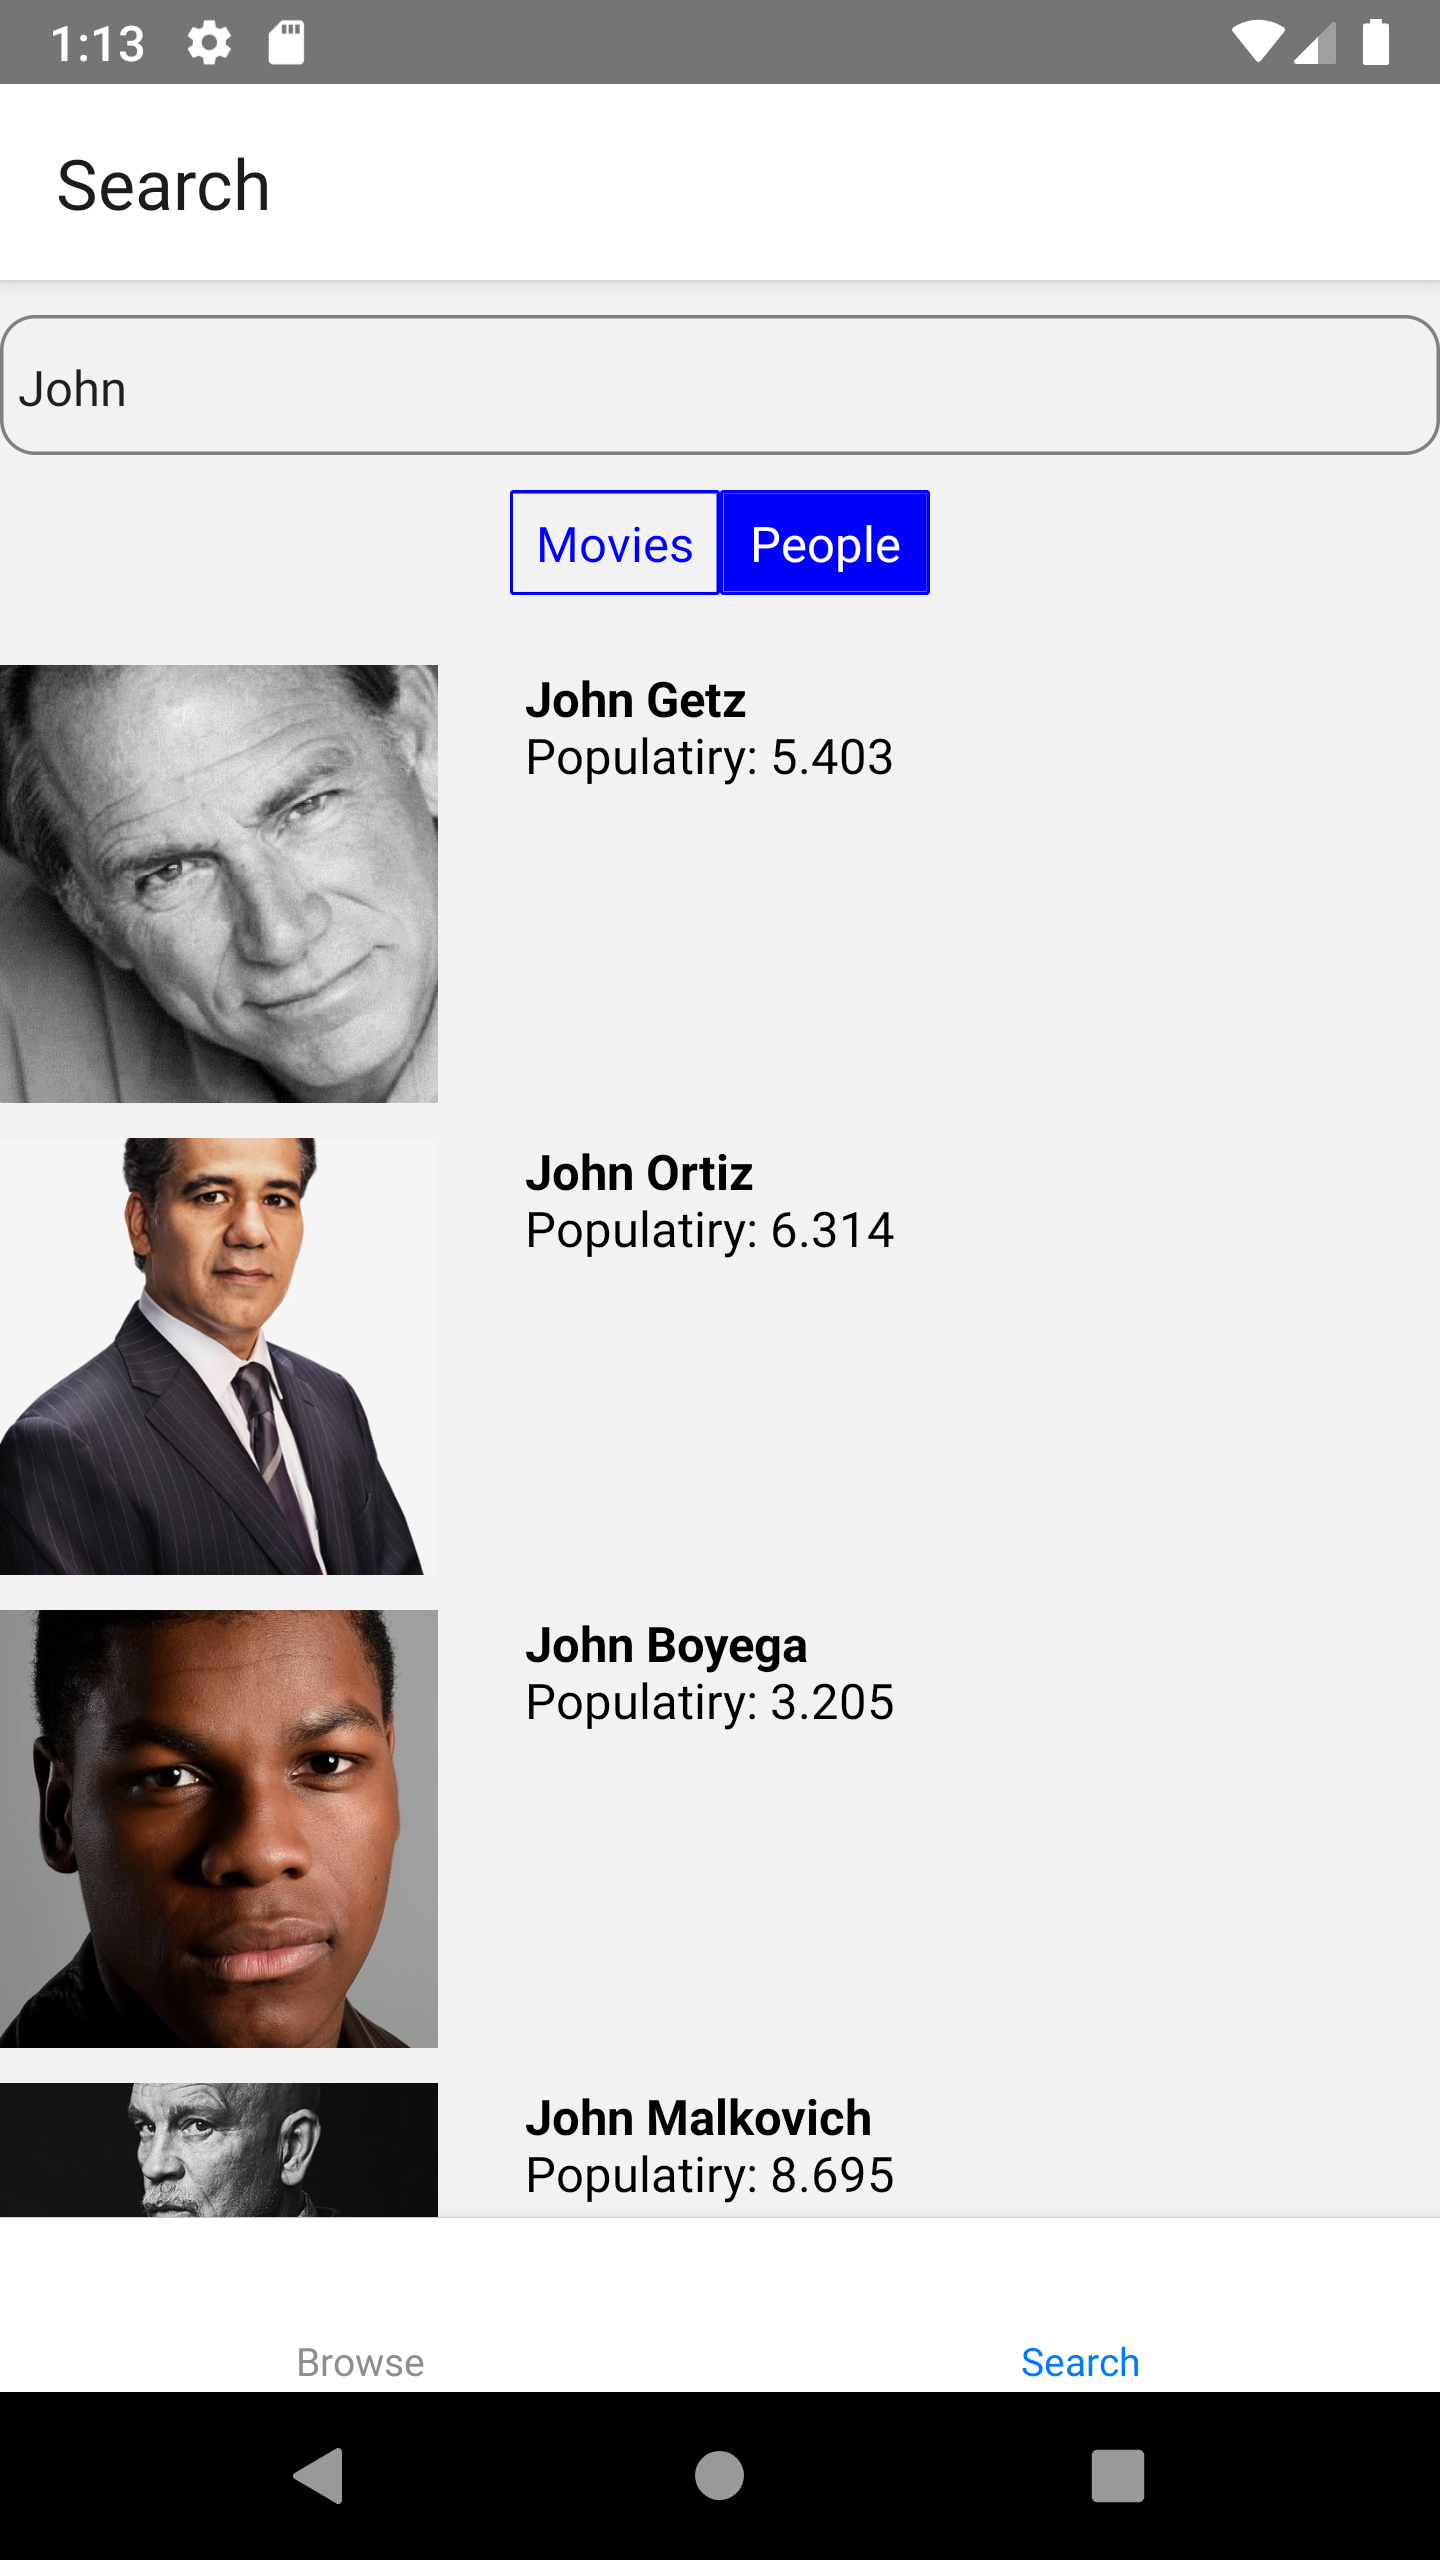 1:13
Search
John
Movies People
John Getz
Populatiry: 5.403
John Ortiz
Populatiry: 6.314
John Boyega
Populatiry: 3.205
John Malkovich
Populatiry: 8.695
Browse Search